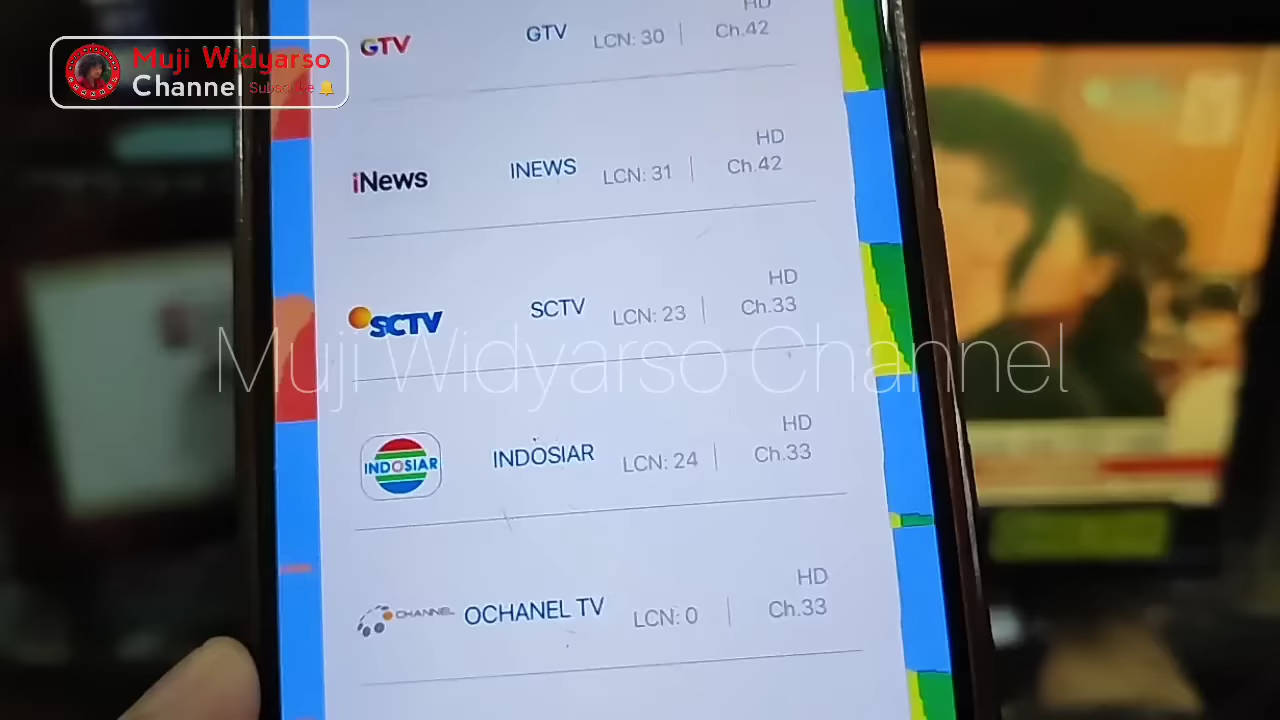 Muji Widyarso
Channel Subscribe
GTV GTV LCN: 30 HD Ch.42
iNews INEWS LCN: 31 HD Ch.42
SCTV SCTV LCN: 23 HD Ch.33
Muji Widyarso Channel
INDOSIAR INDOSIAR LCN: 24 HD Ch.33
CHANNEL OCHANEL TV LCN: 0 HD Ch.33